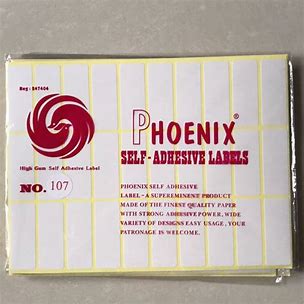 Reg : 547404
PHOENIX®
SELF-ADHESIVE LABELS
High Gum Self Adhesive Label
NO. 107
PHOENIX SELF ADHESIVE
LABEL - A SUPEREMINENT PRODUCT
MADE OF THE FINEST QUALITY PAPER
WITH STRONG ADHESIVE POWER, WIDE
VARIETY OF DESIGNS EASY USAGE, YOUR
PATRONAGE IS WELCOME.